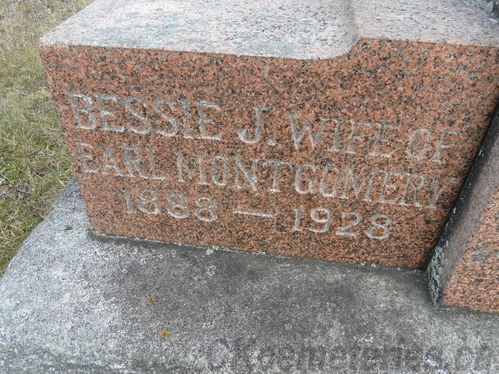 BESSIE J. WIFE OF
EARL MONTGOMERY
1888 — 1928